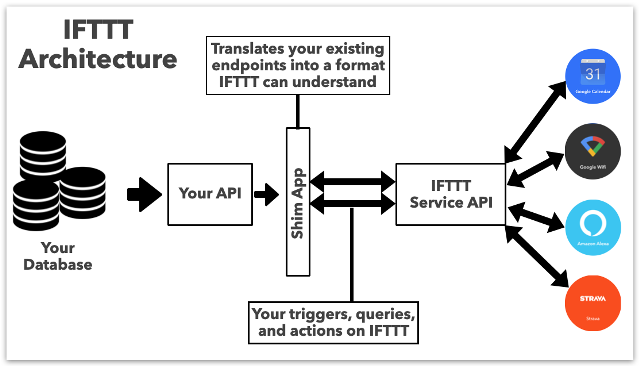 IFTTT
Architecture
Translates your existing
endpoints into a format
IFTTT can understand
31
Google Calendar
Google Wifi
Your API
Shim App
IFTTT
Service API
Your
Database
Amazon Alexa
STRAVA
Strava
Your triggers, queries,
and actions on IFTTT